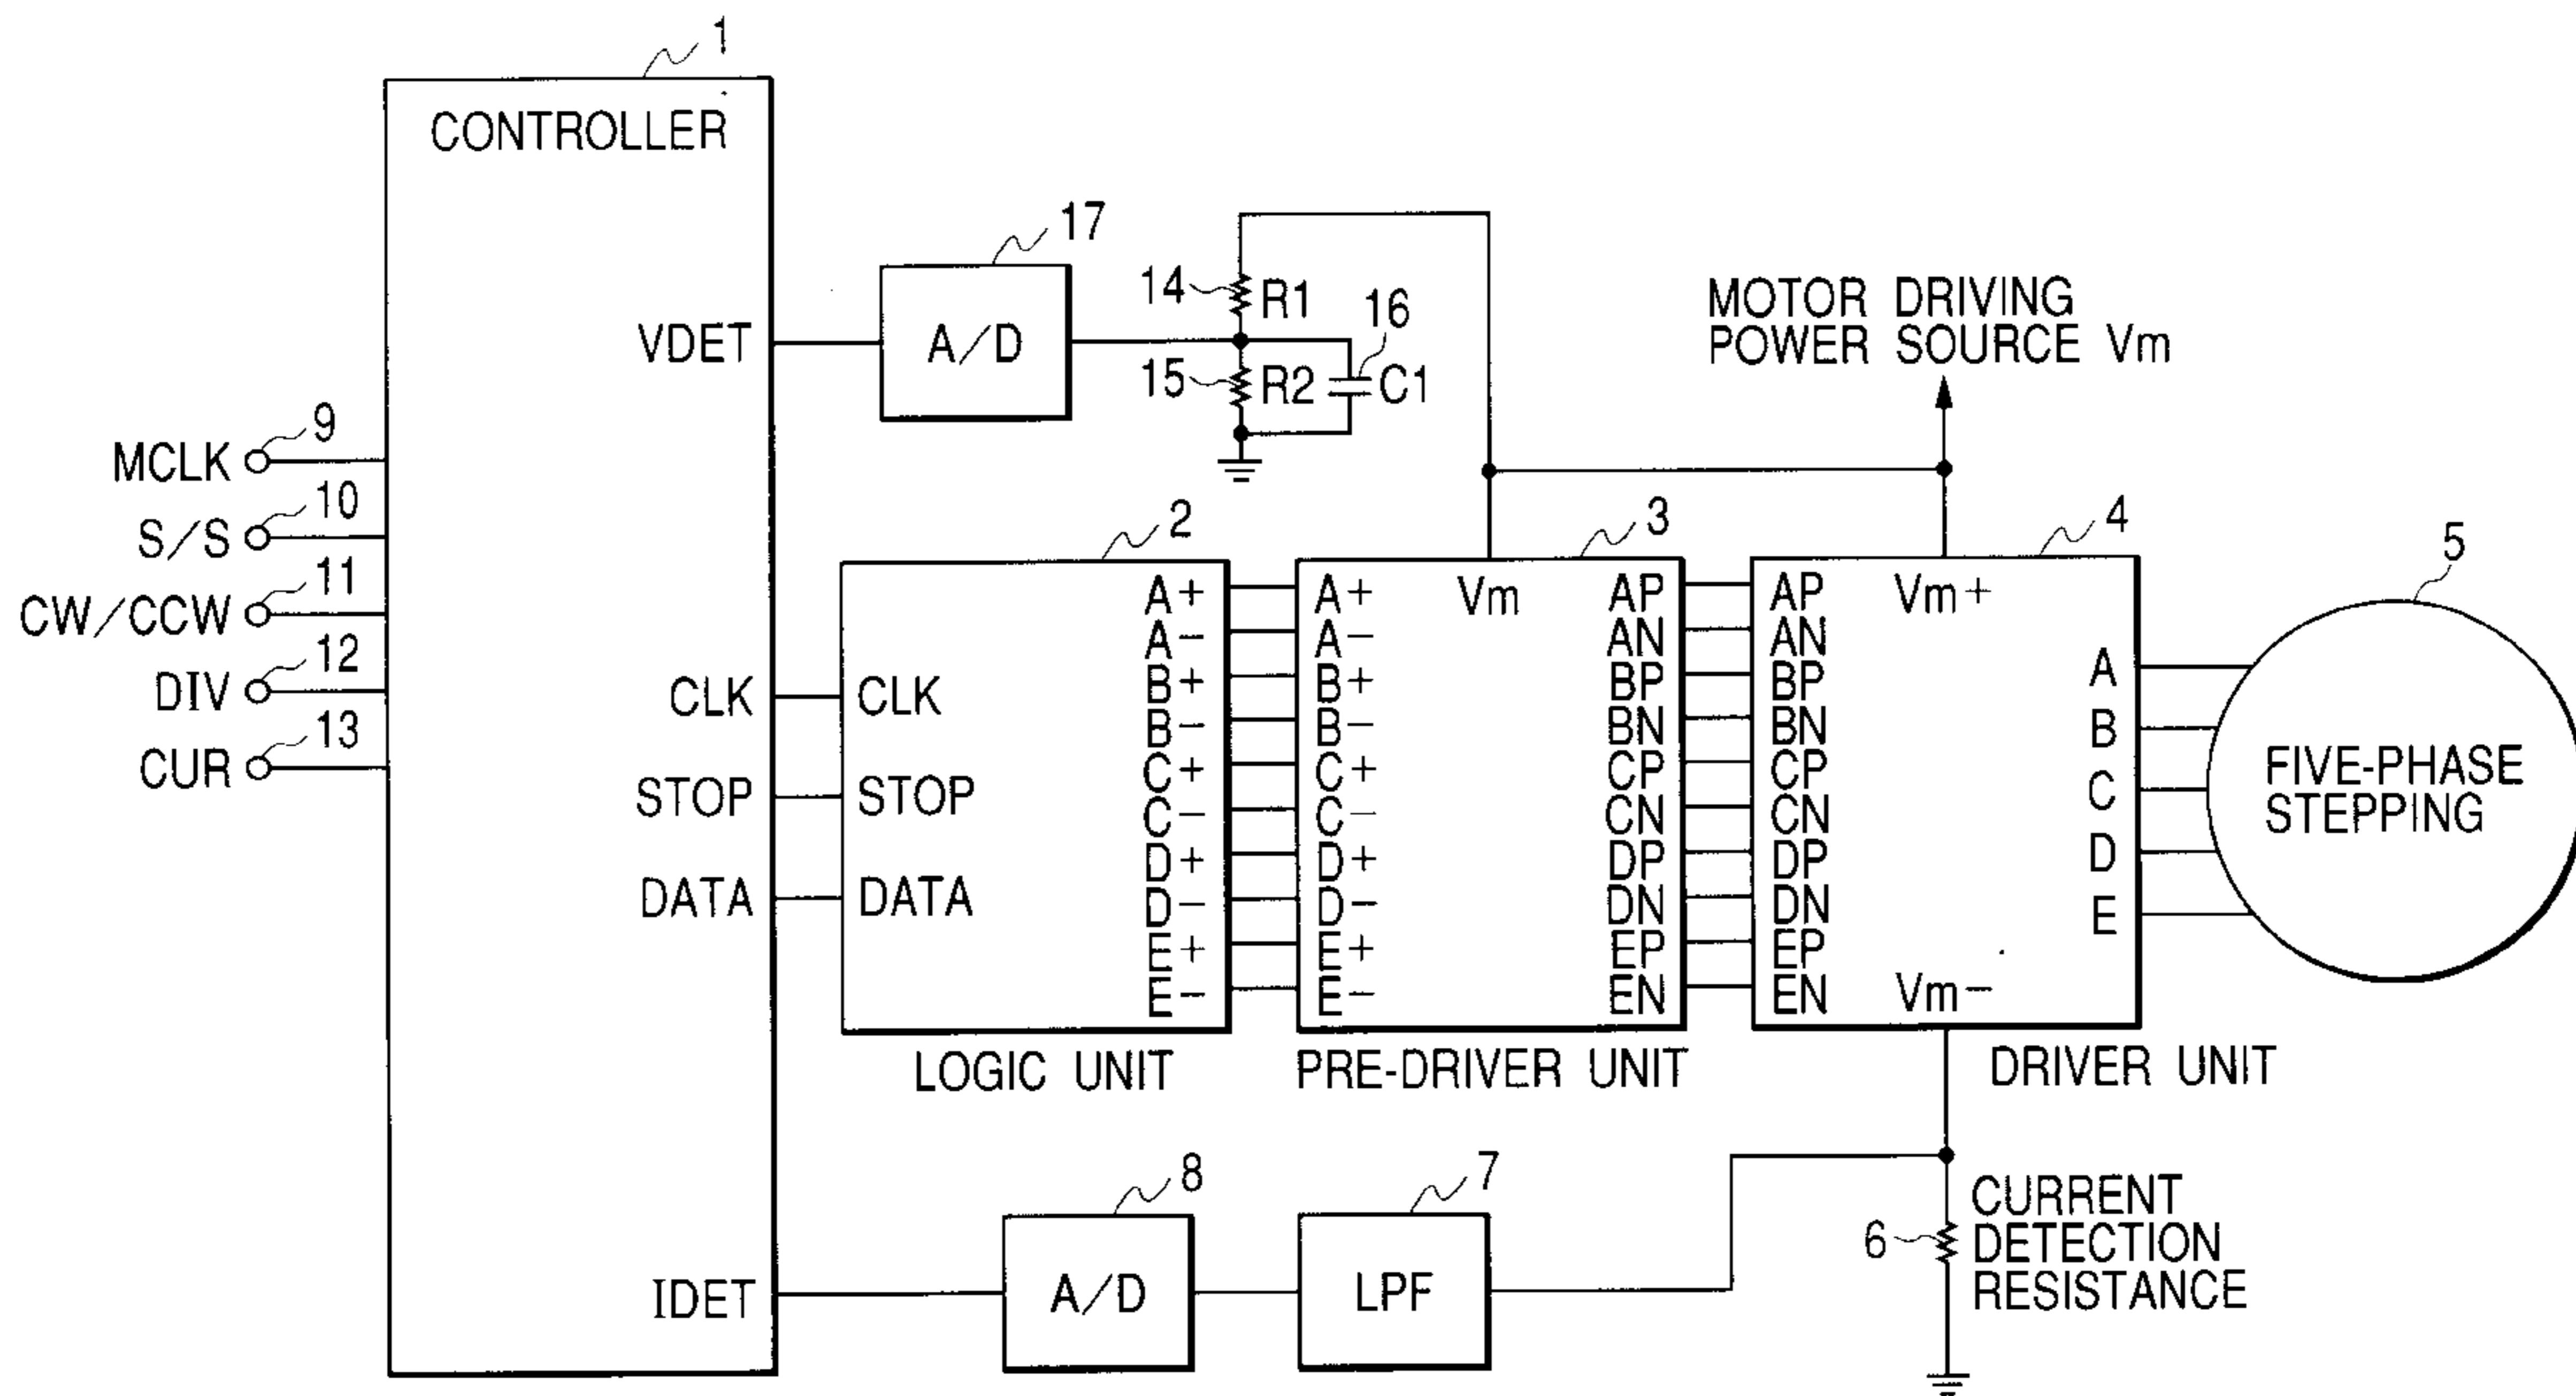 1
CONTROLLER
VDET
CLK
STOP
DATA
IDET
MCLK
9
S/S
10
CW/CCW
11
DIV
12
CUR
13
17
A/D
14
R1
15
R2
16
C1
MOTOR DRIVING
POWER SOURCE Vm
2
CLK
STOP
DATA
A+
A−
B+
B−
C+
C−
D+
D−
E+
E−
LOGIC UNIT
3
Vm
A+
A−
B+
B−
C+
C−
D+
D−
E+
E−
AP
AN
BP
BN
CP
CN
DP
DN
EP
EN
PRE-DRIVER UNIT
4
Vm+
AP
AN
BP
BN
CP
CN
DP
DN
EP
EN
A
B
C
D
E
Vm−
DRIVER UNIT
5
FIVE-PHASE
STEPPING
8
A/D
7
LPF
6
CURRENT
DETECTION
RESISTANCE